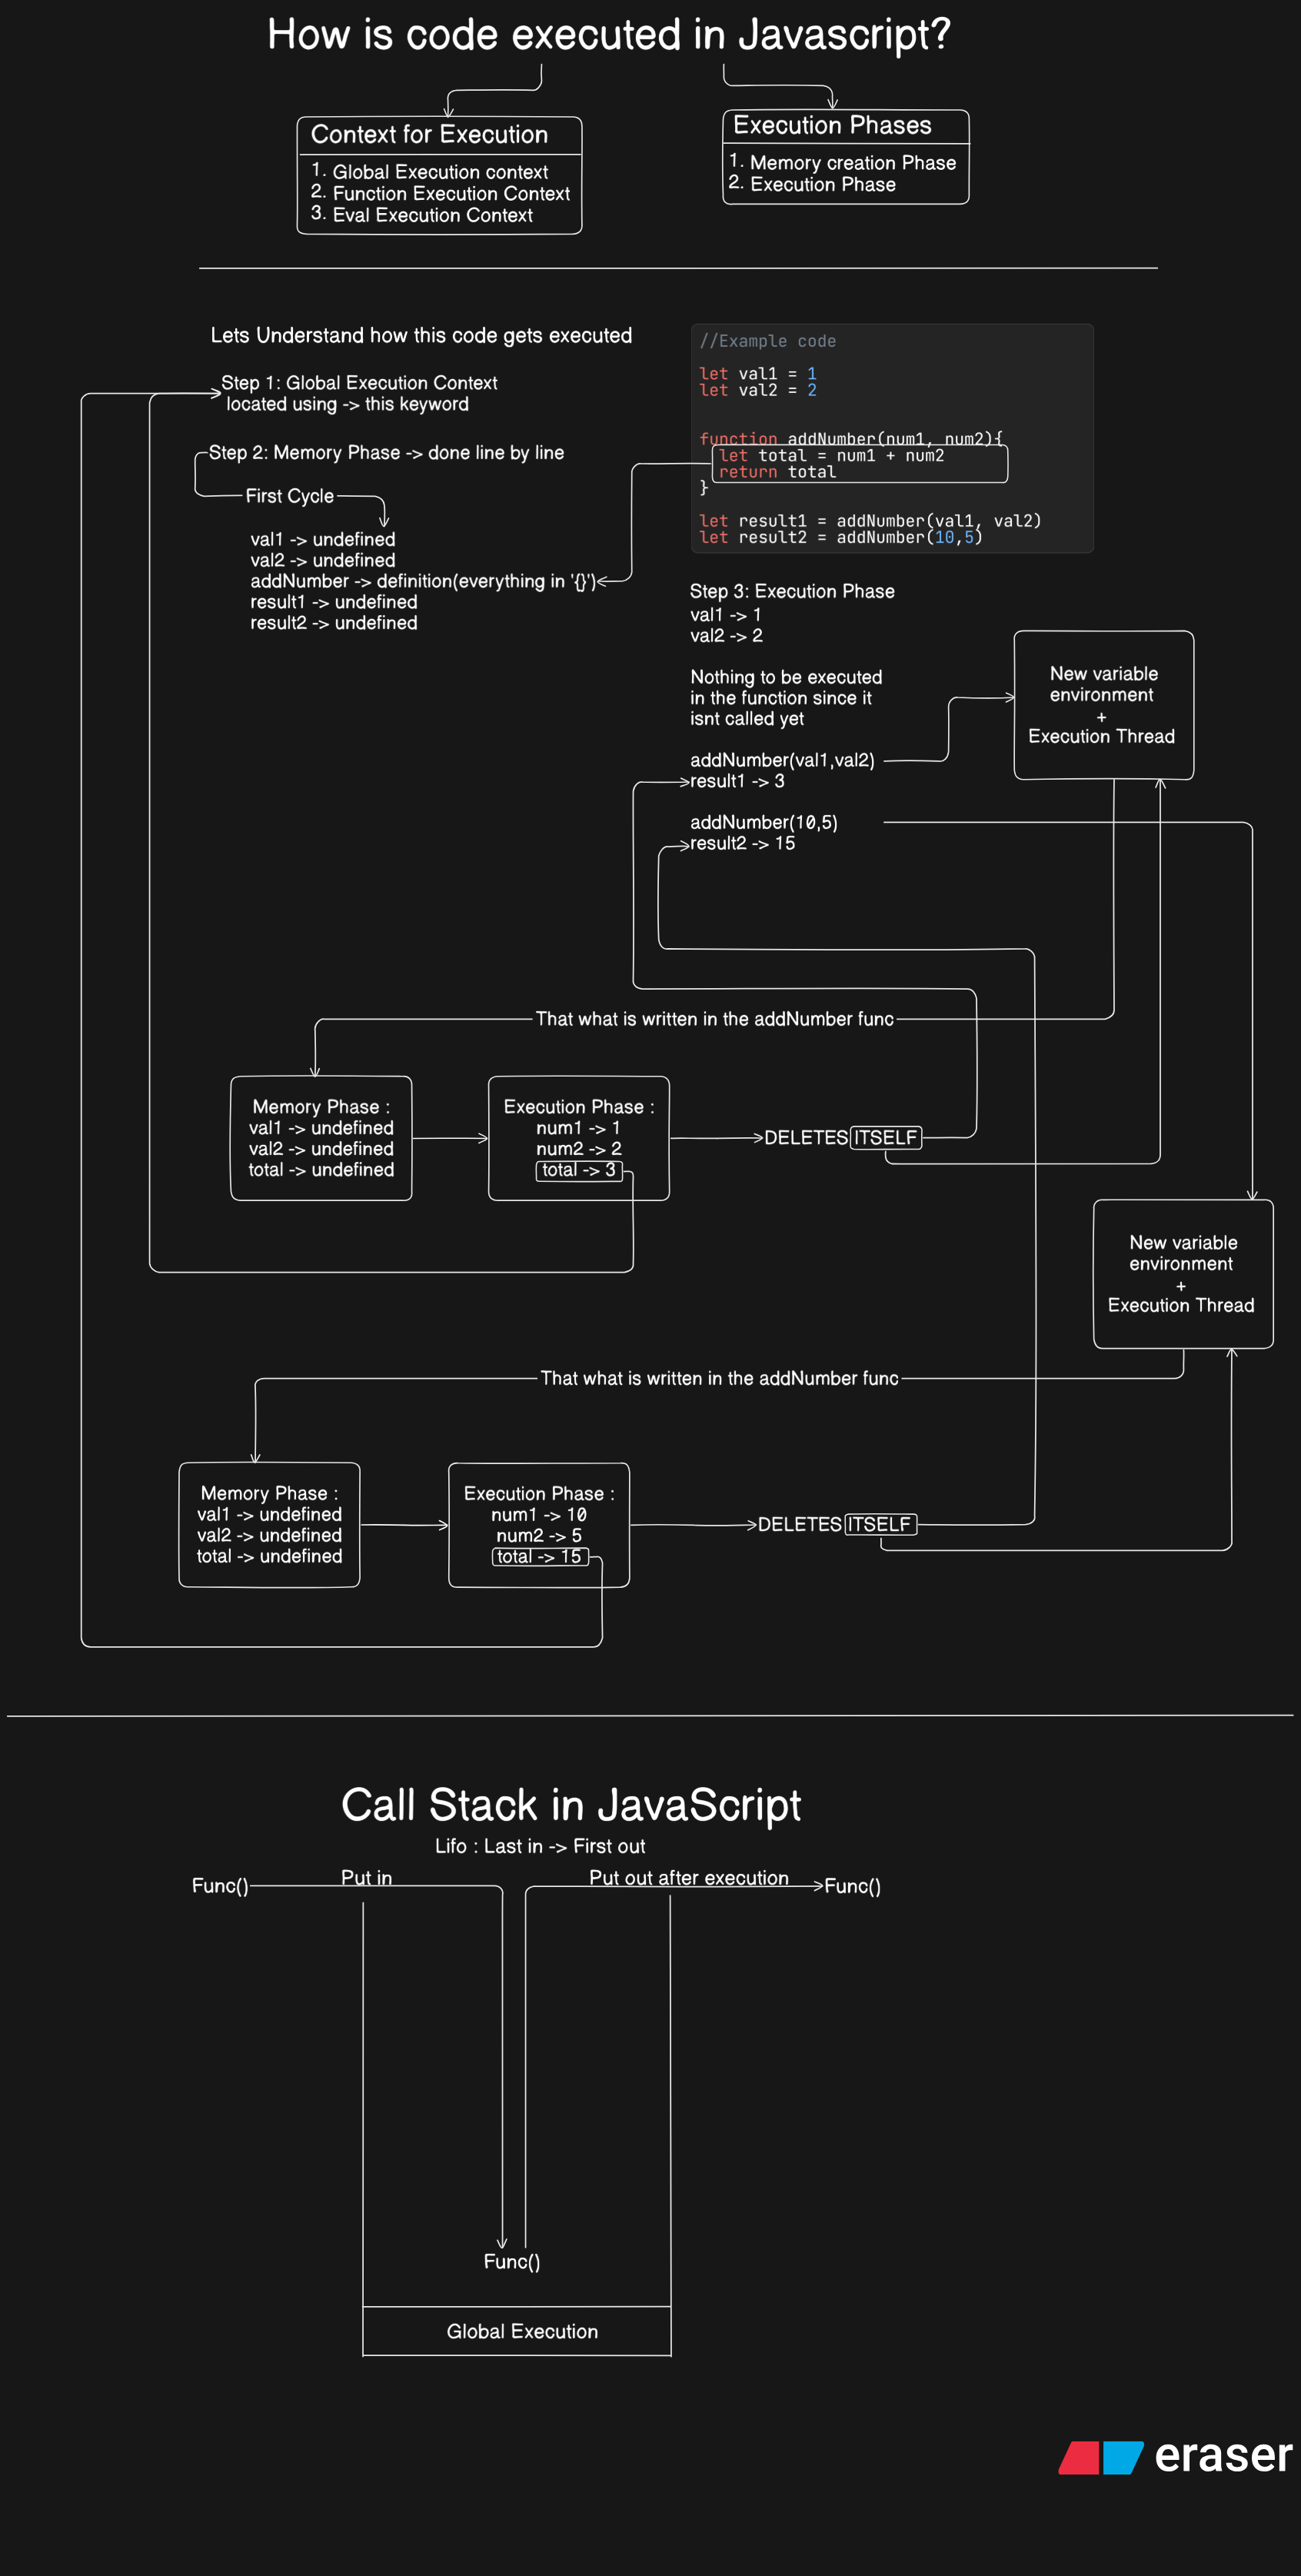 How is code executed in Javascript?
Context for Execution
1. Global Execution context
2. Function Execution Context
3. Eval Execution Context
Execution Phases
1. Memory creation Phase
2. Execution Phase
Lets Understand how this code gets executed
Step 1: Global Execution Context
located using -> this keyword
Step 2: Memory Phase -> done line by line
First Cycle
val1 -> undefined
val2 -> undefined
addNumber -> definition(everything in '{}')
result1 -> undefined
result2 -> undefined
//Example code
let val1 = 1
let val2 = 2
function addNumber(num1, num2){
let total = num1 + num2
return total
}
let result1 = addNumber(val1, val2)
let result2 = addNumber(10,5)
Step 3: Execution Phase
val1 -> 1
val2 -> 2
Nothing to be executed
in the function since it
isnt called yet
addNumber(val1,val2)
result1 -> 3
addNumber(10,5)
result2 -> 15
New variable
environment
+
Execution Thread
That what is written in the addNumber func
Memory Phase :
val1 -> undefined
val2 -> undefined
total -> undefined
Execution Phase :
num1 -> 1
num2 -> 2
total -> 3
DELETES ITSELF
New variable
environment
+
Execution Thread
That what is written in the addNumber func
Memory Phase :
val1 -> undefined
val2 -> undefined
total -> undefined
Execution Phase :
num1 -> 10
num2 -> 5
total -> 15
DELETES ITSELF
Call Stack in JavaScript
Lifo : Last in -> First out
Func()
Put in
Put out after execution
Func()
Func()
Global Execution
eraser